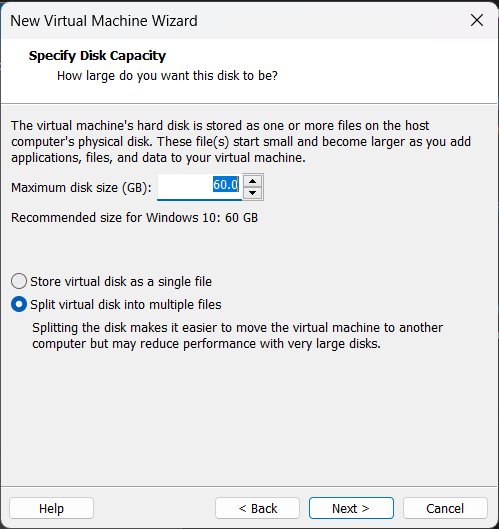 New Virtual Machine Wizard
Specify Disk Capacity
How large do you want this disk to be?
The virtual machine's hard disk is stored as one or more files on the host
computer's physical disk. These file(s) start small and become larger as you add
applications, files, and data to your virtual machine.
Maximum disk size (GB): 60.0
Recommended size for Windows 10: 60 GB
Store virtual disk as a single file
Split virtual disk into multiple files
Splitting the disk makes it easier to move the virtual machine to another
computer but may reduce performance with very large disks.
Help < Back Next > Cancel